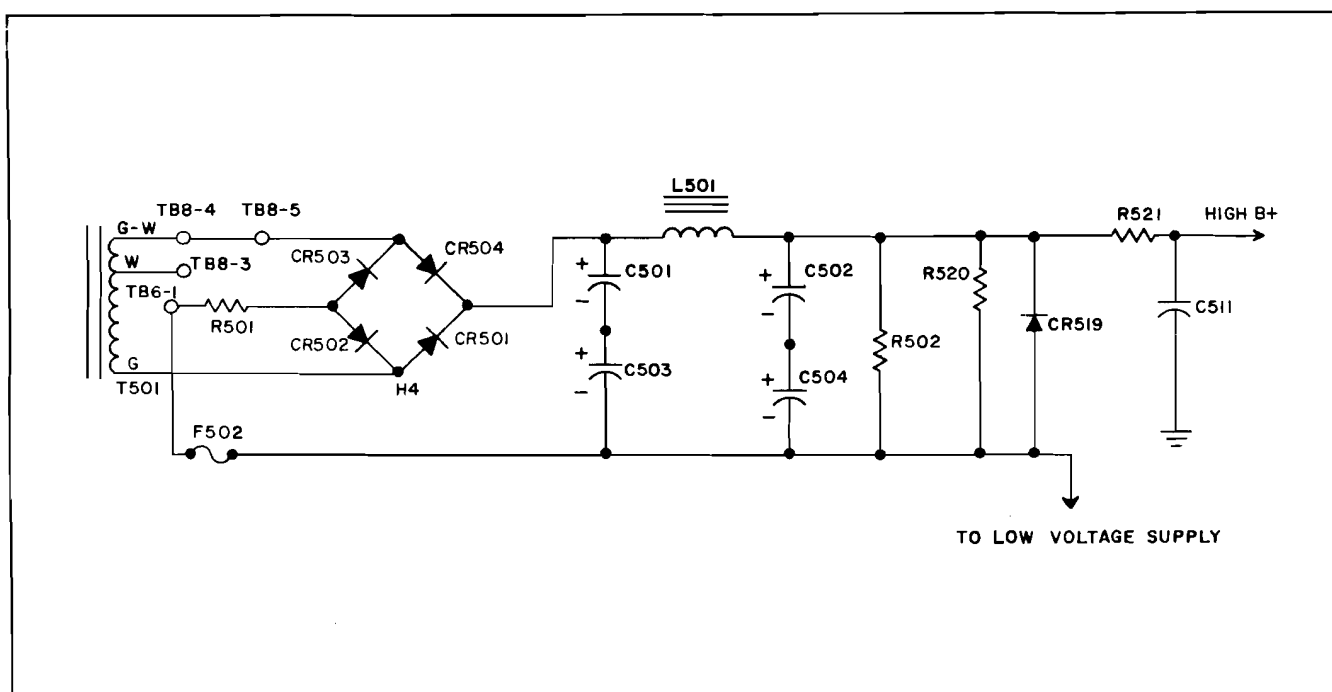 L501
TB8-4 TB8-5
R521 HIGH B+
G-W
CR503 CR504
W
TB8-3
+ C501 + C502
R520
TB6-1
- -
C511
R501
CR519
CR502 CR501
R502
+ C503
G
+ C504
T501 H4
- -
F502
TO LOW VOLTAGE SUPPLY